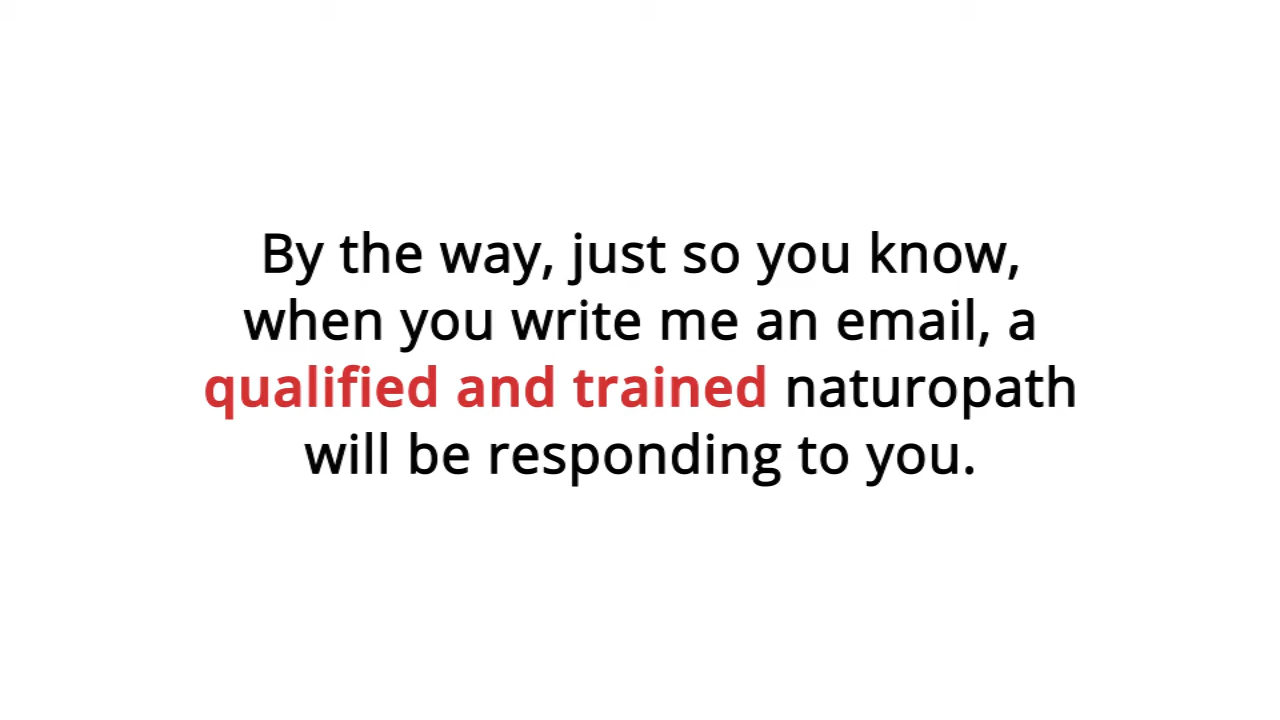 By the way, just so you know,
when you write me an email, a
qualified and trained naturopath
will be responding to you.